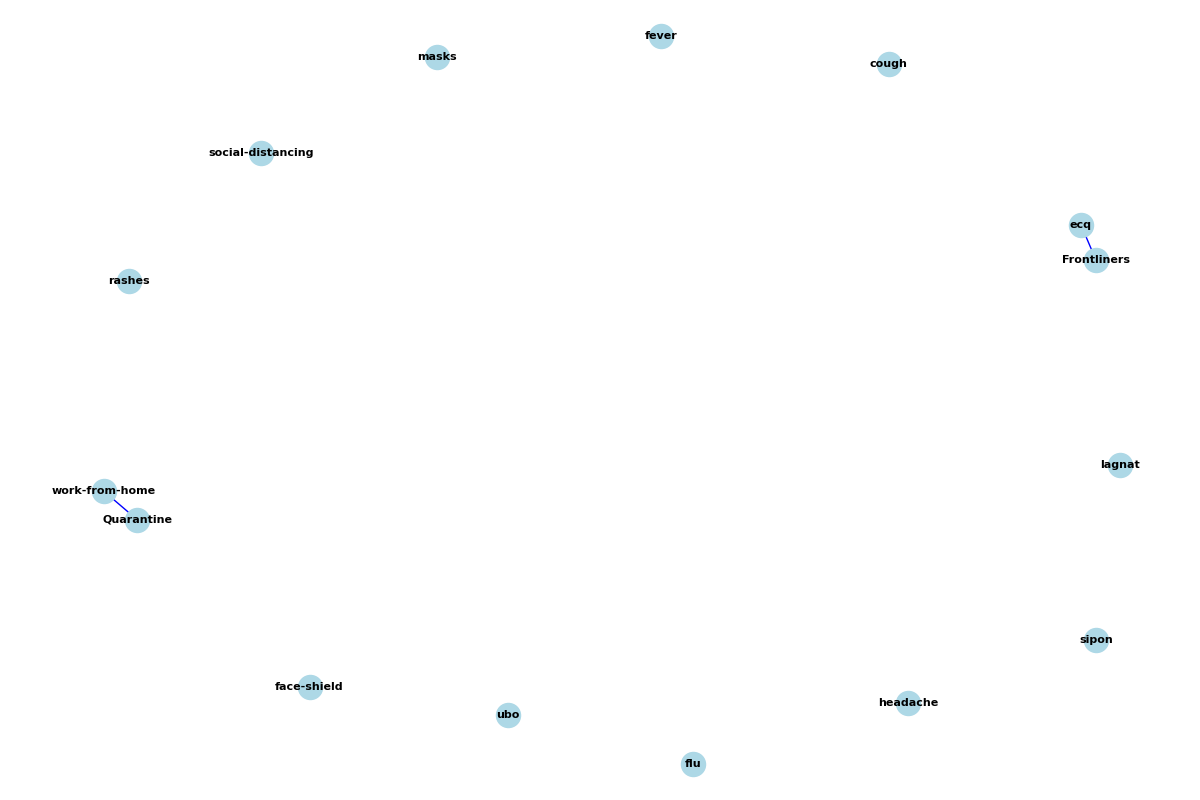 fever
masks
cough
social-distancing
ecq
Frontliners
rashes
lagnat
work-from-home
Quarantine
sipon
face-shield
headache
ubo
flu